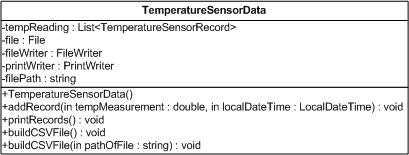 TemperatureSensorData
-tempReading : List<TemperatureSensorRecord>
-file : File
-fileWriter : FileWriter
-printWriter : PrintWriter
-filePath : string
+TemperatureSensorData()
+addRecord(in tempMeasurement : double, in localDateTime : LocalDateTime) : void
+printRecords() : void
+buildCSVFile() : void
+buildCSVFile(in pathOfFile : string) : void